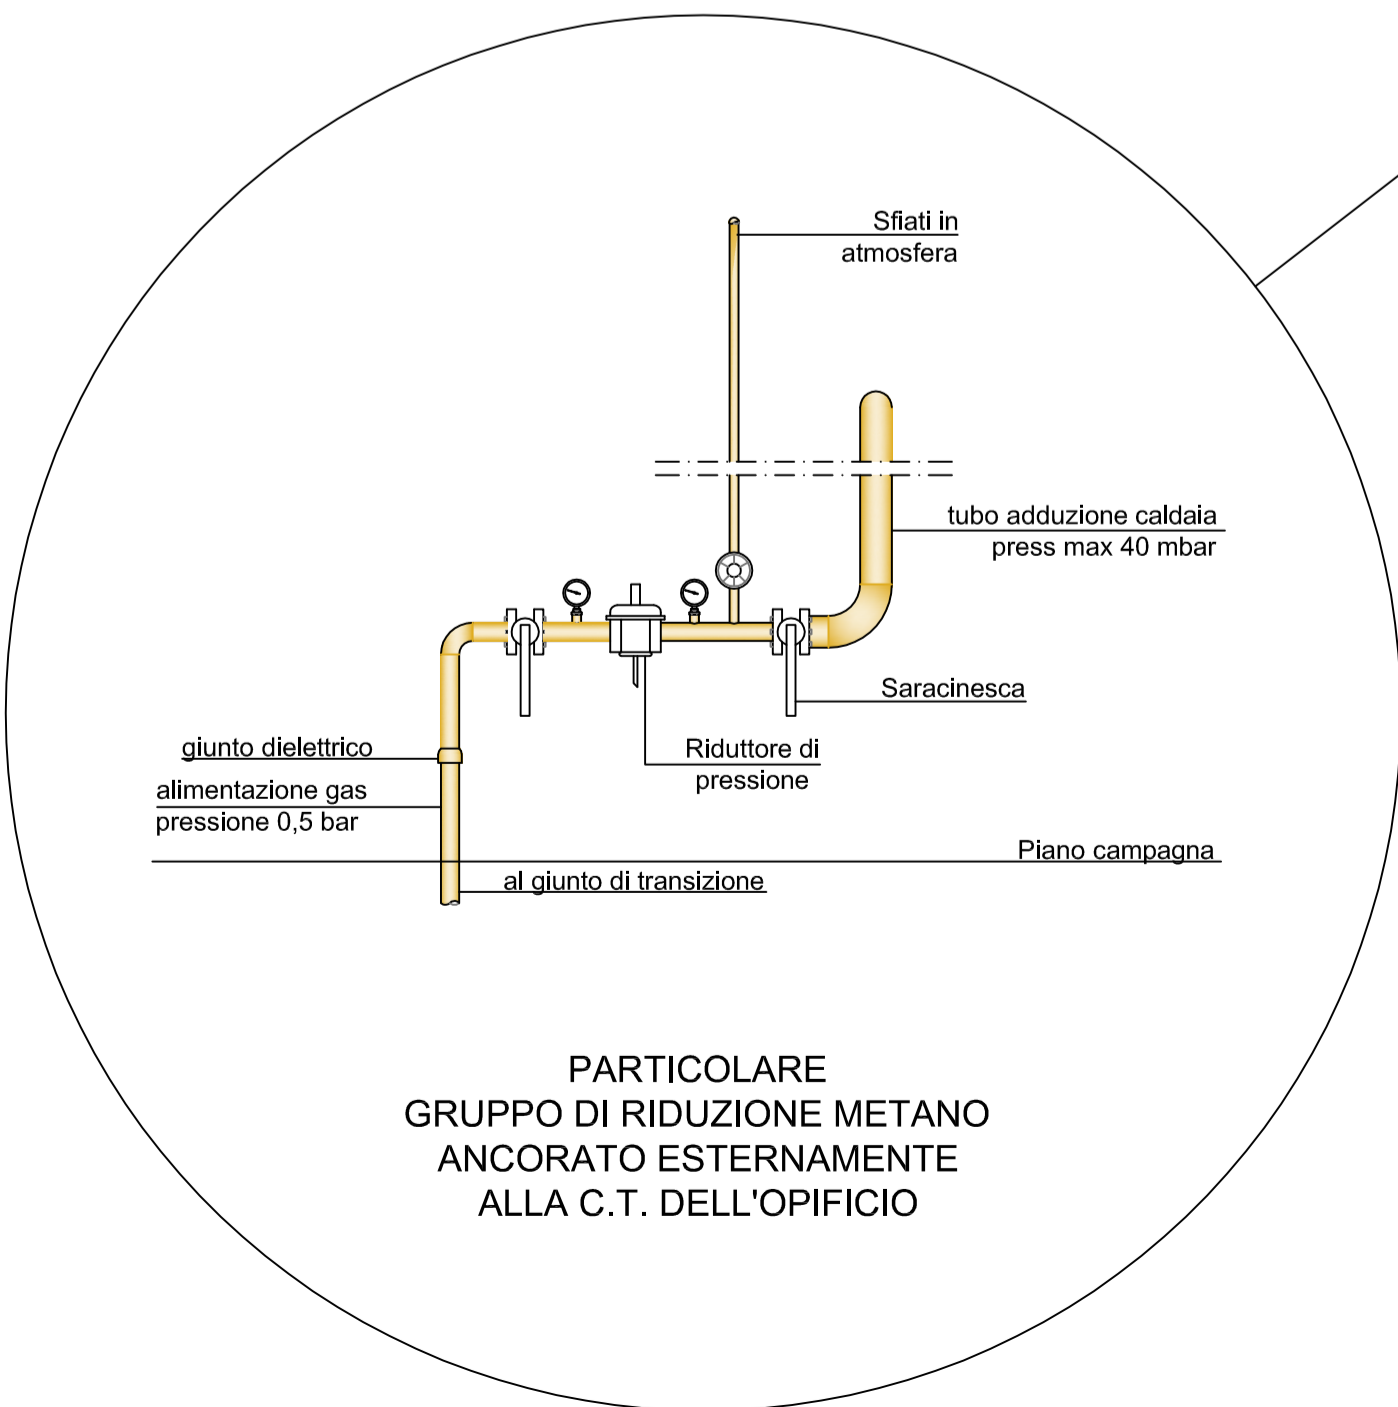 Sfiati in
atmosfera
tubo adduzione caldaia
press max 40 mbar
Saracinesca
giunto dielettrico
Riduttore di
pressione
alimentazione gas
pressione 0,5 bar
Piano campagna
al giunto di transizione
PARTICOLARE
GRUPPO DI RIDUZIONE METANO
ANCORATO ESTERNAMENTE
ALLA C.T. DELL'OPIFICIO